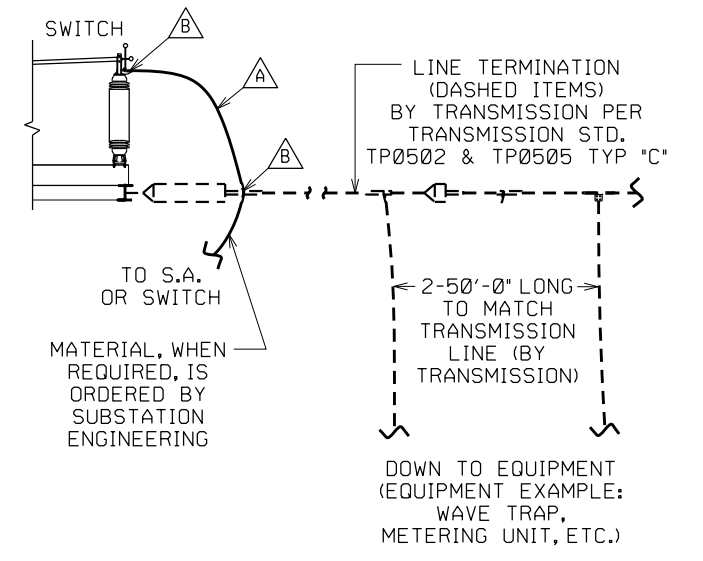 SWITCH
B
A
B
LINE TERMINATION
(DASHED ITEMS)
BY TRANSMISSION PER
TRANSMISSION STD.
TP0502 & TP0505 TYP "C"
TO S.A.
OR SWITCH
2-50'-0" LONG
TO MATCH
TRANSMISSION
LINE (BY
TRANSMISSION)
MATERIAL, WHEN
REQUIRED, IS
ORDERED BY
SUBSTATION
ENGINEERING
DOWN TO EQUIPMENT
(EQUIPMENT EXAMPLE:
WAVE TRAP,
METERING UNIT, ETC.)